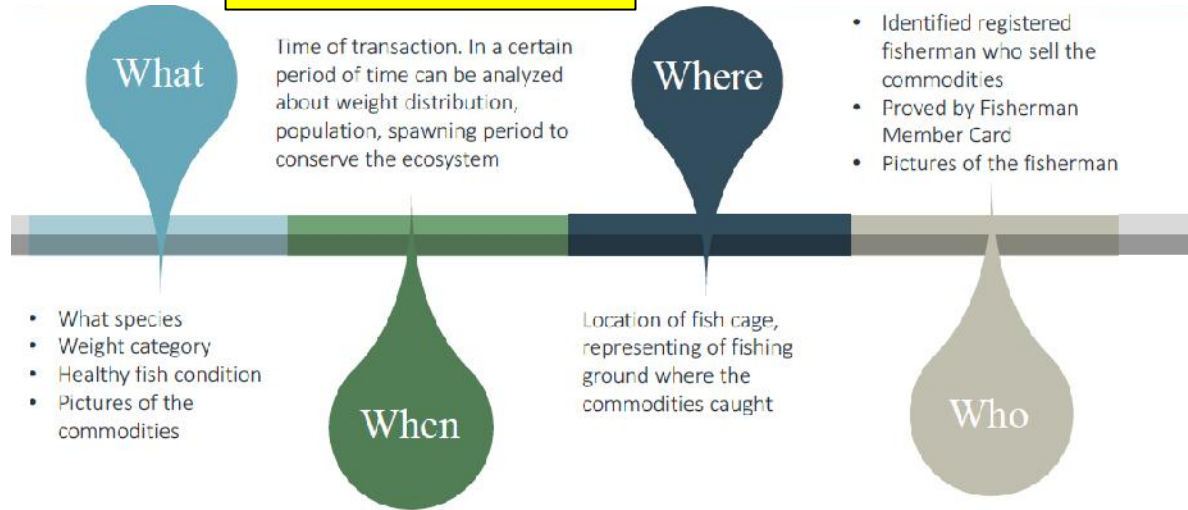 What
• What species
• Weight category
• Healthy fish condition
• Pictures of the
commodities
Time of transaction. In a certain
period of time can be analyzed
about weight distribution,
population, spawning period to
conserve the ecosystem
When
Where
Location of fish cage,
representing of fishing
ground where the
commodities caught
• Identified registered
fisherman who sell the
commodities
• Proved by Fisherman
Member Card
• Pictures of the fisherman
Who